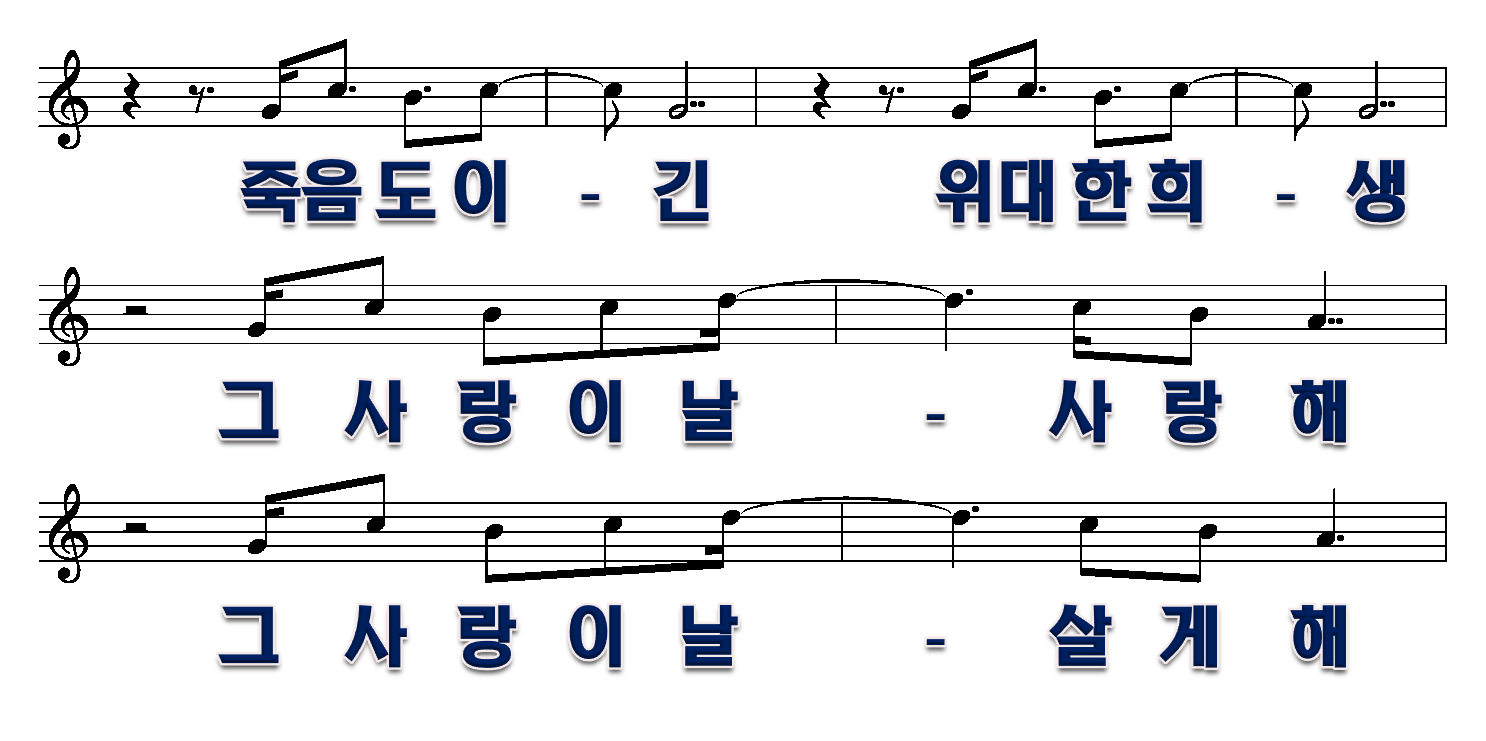 죽음도이 - 긴 위대한희 - 생
그 사 랑 이 날 - 사 랑 해
그 사 랑 이 날 - 살 게 해